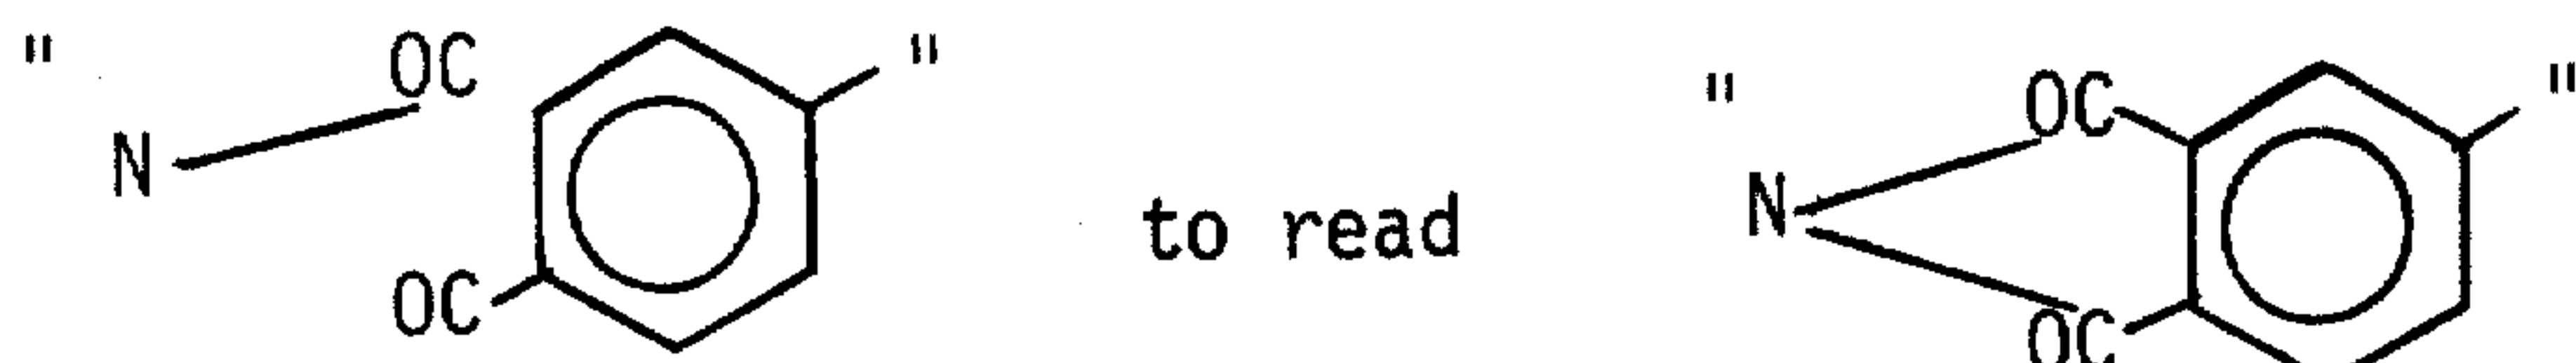 " OC "
N
OC
to read
" OC "
N
OC